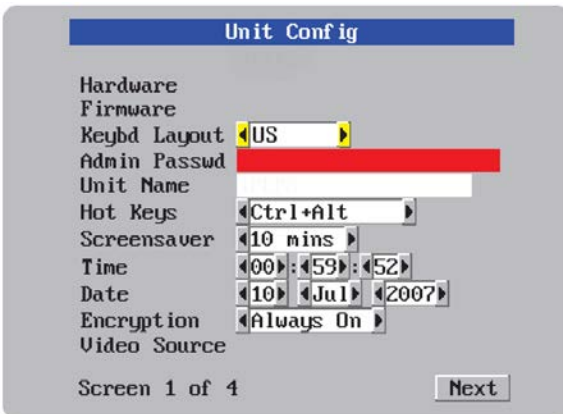 Unit Config
Hardware
Firmware
Keybd Layout US
Admin Passwd
Unit Name
Hot Keys Ctrl+Alt
Screensaver 10 mins
Time 00:59:52
Date 10 Jul 2007
Encryption Always On
Video Source
Screen 1 of 4 Next